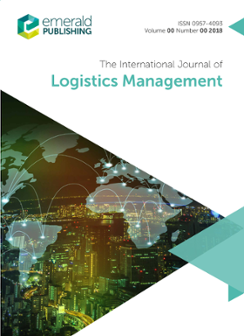 emerald
PUBLISHING
ISSN 0957-4093
Volume 00 Number 00 2018
The International Journal of
Logistics Management